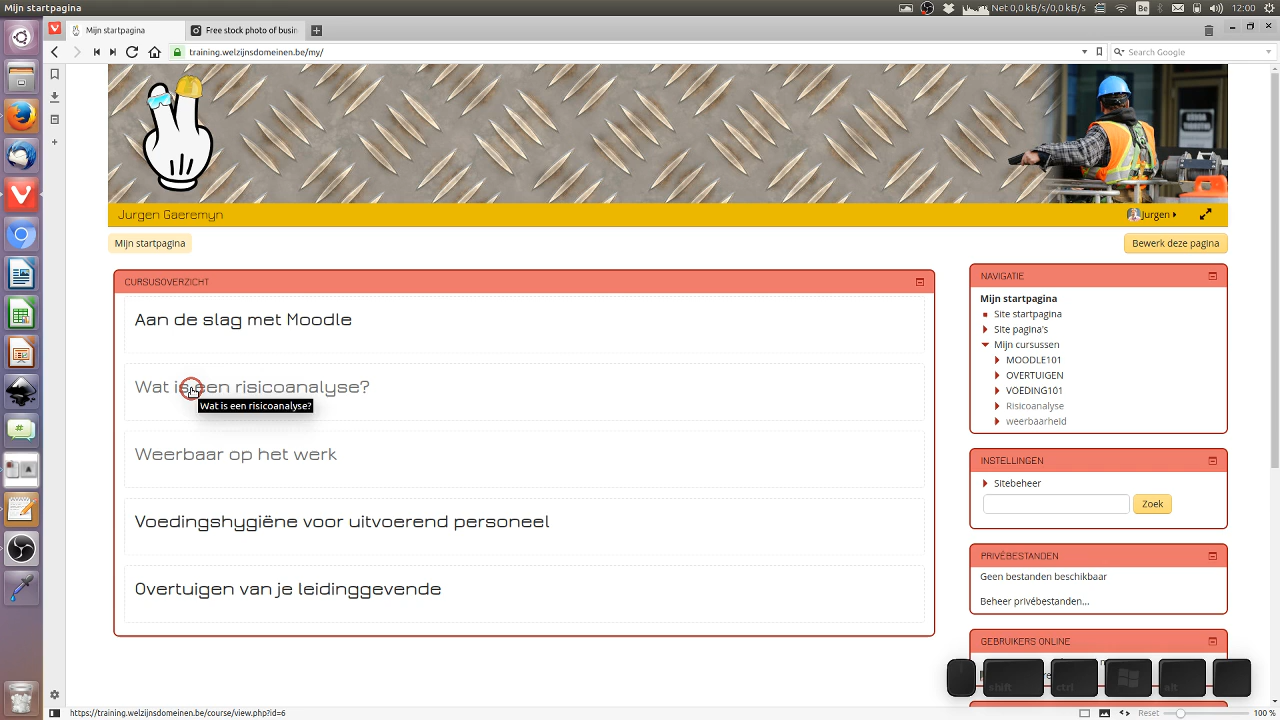 Mijn startpagina
Net 0,0 kB/s/0,0 kB/s
Be
12:00
Mijn startpagina
Free stock photo of busin
training.welzijnsdomeinen.be/my/
Search Google
Jurgen Gaeremyn
Jurgen
Mijn startpagina
Bewerk deze pagina
CURSUSOVERZICHT
Aan de slag met Moodle
Wat is een risicoanalyse?
Wat is een risicoanalyse?
Weerbaar op het werk
Voedingshygiëne voor uitvoerend personeel
Overtuigen van je leidinggevende
NAVIGATIE
Mijn startpagina
Site startpagina
Site pagina's
Mijn cursussen
MOODLE101
OVERTUIGEN
VOEDING101
Risicoanalyse
weerbaarheid
INSTELLINGEN
Sitebeheer
Zoek
PRIVÉBESTANDEN
Geen bestanden beschikbaar
Beheer privébestanden...
GEBRUIKERS ONLINE
shift
ctrl
alt
https://training.welzijnsdomeinen.be/course/view.php?id=6
Reset
100 %